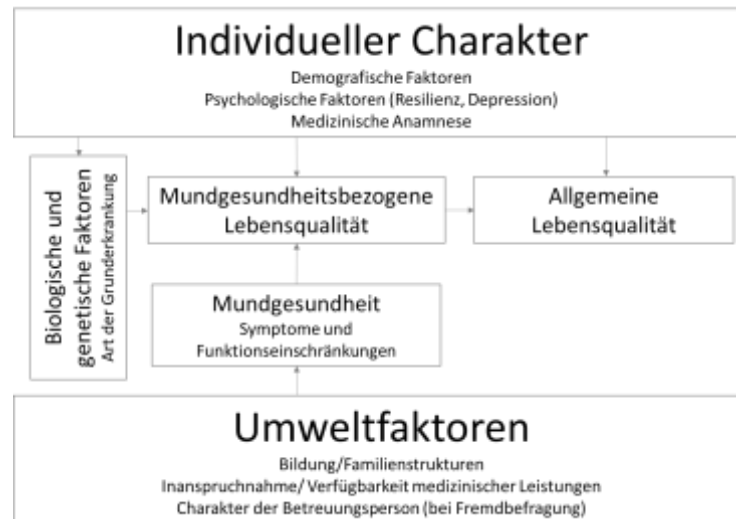 Individueller Charakter
Demografische Faktoren
Psychologische Faktoren (Resilienz, Depression)
Medizinische Anamnese
Biologische und
genetische Faktoren
Art der Grunderkrankung
Mundgesundheitsbezogene
Lebensqualität
Allgemeine
Lebensqualität
Mundgesundheit
Symptome und
Funktionseinschränkungen
Umweltfaktoren
Bildung/Familienstrukturen
Inanspruchnahme/ Verfügbarkeit medizinischer Leistungen
Charakter der Betreuungsperson (bei Fremdbefragung)